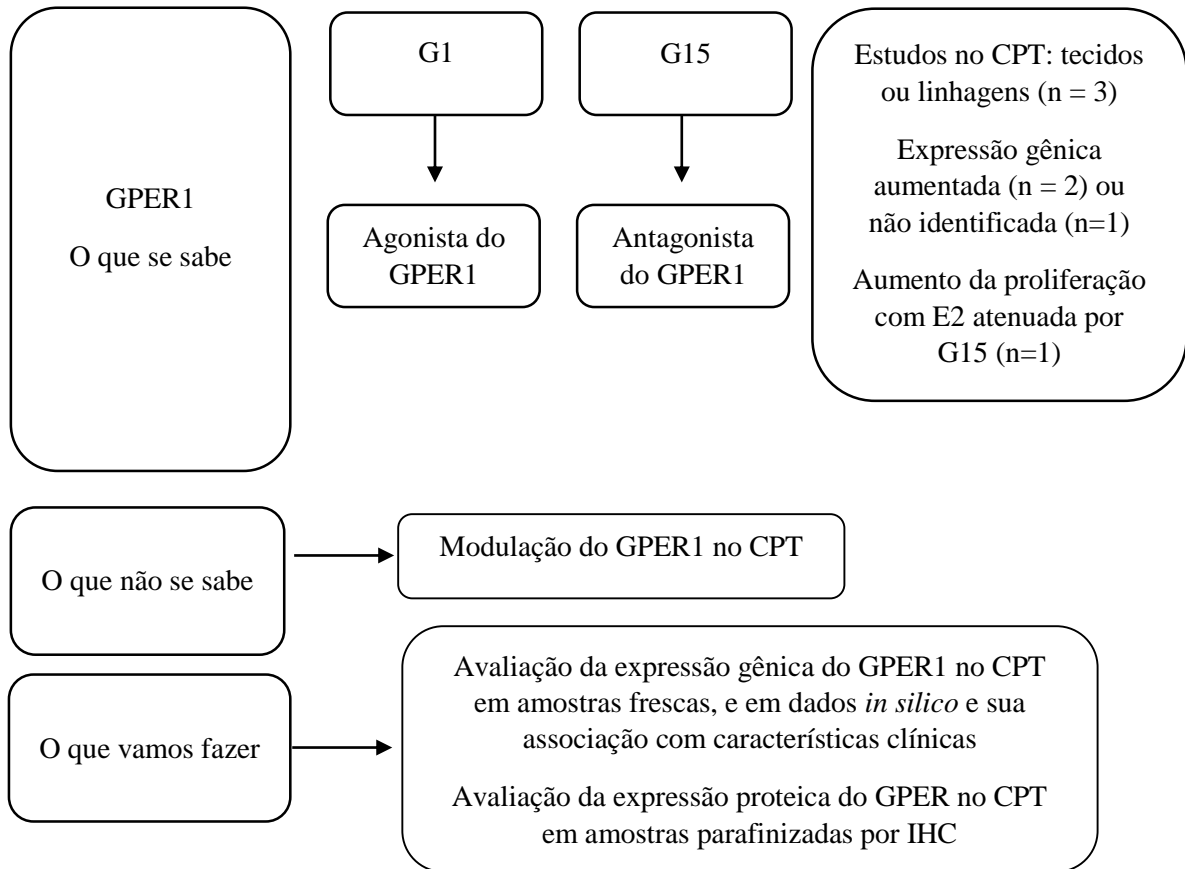 GPER1
O que se sabe
G1
G15
Agonista do
GPER1
Antagonista
do GPER1
Estudos no CPT: tecidos
ou linhagens (n = 3)
Expressão gênica
aumentada (n = 2) ou
não identificada (n=1)
Aumento da proliferação
com E2 atenuada por
G15 (n=1)
O que não se sabe
Modulação do GPER1 no CPT
O que vamos fazer
Avaliação da expressão gênica do GPER1 no CPT
em amostras frescas, e em dados in silico e sua
associação com características clínicas
Avaliação da expressão proteica do GPER no CPT
em amostras parafinizadas por IHC